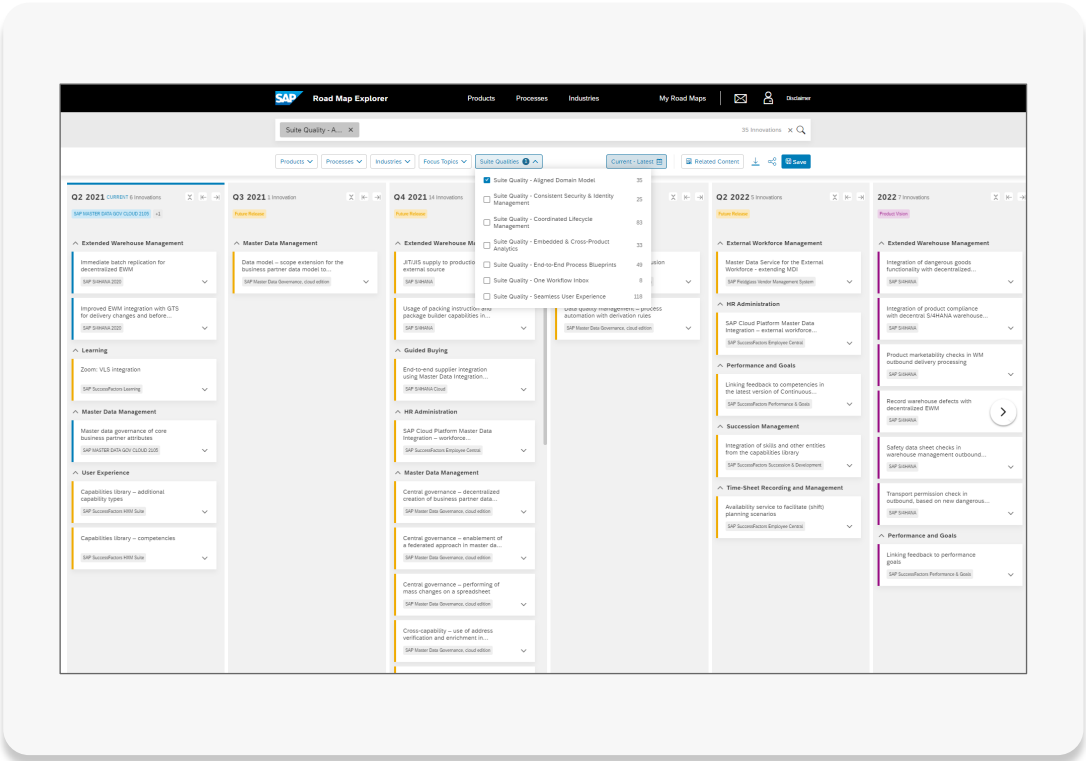 SAP
Road Map Explorer
Products
Processes
Industries
My Road Maps
Disclaimer
Suite Quality - A...
35 Innovations
Products
Processes
Industries
Focus Topics
Suite Qualities 1
Current - Latest
Related Content
Save
Suite Quality - Aligned Domain Model 35
Suite Quality - Consistent Security & Identity
Management 25
Suite Quality - Coordinated Lifecycle
Management 83
Suite Quality - Embedded & Cross-Product
Analytics 33
Suite Quality - End-to-End Process Blueprints 49
Suite Quality - One Workflow Inbox
Suite Quality - Seamless User Experience 118
Q2 2021 CURRENT 8 Innovations
SAP MASTER DATA GOV CLOUD 2105 +1
Extended Warehouse Management
Immediate batch replication for
decentralized EWM
SAP S/4HANA 2020
Improved EWM integration with GTS
for delivery changes and before...
SAP S/4HANA 2020
Learning
Zoom: VLS integration
SAP SuccessFactors Learning
Master Data Management
Master data governance of core
business partner attributes
SAP MASTER DATA GOV CLOUD 2105
User Experience
Capabilities library – additional
capability types
SAP SuccessFactors HXM Suite
Capabilities library – competencies
SAP SuccessFactors HXM Suite
Q3 2021 1 Innovation
Future Release
Master Data Management
Data model – scope extension for the
business partner data model to...
SAP Master Data Governance, cloud edition
Q4 2021 14 Innovations
Future Release
Extended Warehouse Ma
JIT/JIS supply to productio
external source
SAP S/4HANA
Usage of packing instruction and
package builder capabilities in...
SAP S/4HANA
Guided Buying
End-to-end supplier integration
using Master Data Integration...
SAP S/4HANA Cloud
HR Administration
SAP Cloud Platform Master Data
Integration – workforce...
SAP SuccessFactors Employee Central
Master Data Management
Central governance – decentralized
creation of business partner data...
SAP Master Data Governance, cloud edition
Central governance – enablement of
a federated approach in master da...
SAP Master Data Governance, cloud edition
Central governance – performing of
mass changes on a spreadsheet
SAP Master Data Governance, cloud edition
Cross-capability – use of address
verification and enrichment in...
SAP Master Data Governance, cloud edition
usion
Data quality management – process
automation with derivation rules
SAP Master Data Governance, cloud edition
Q2 2022 5 Innovations
Future Release
External Workforce Management
Master Data Service for the External
Workforce - extending MDI
SAP Fieldglass Vendor Management System
HR Administration
SAP Cloud Platform Master Data
Integration – external workforce...
SAP SuccessFactors Employee Central
Performance and Goals
Linking feedback to competencies in
the latest version of Continuous...
SAP SuccessFactors Performance & Goals
Succession Management
Integration of skills and other entities
from the capabilities library
SAP SuccessFactors Succession & Development
Time-Sheet Recording and Management
Availability service to facilitate (shift)
planning scenarios
SAP SuccessFactors Employee Central
2022 7 Innovations
Product Vision
Extended Warehouse Management
Integration of dangerous goods
functionality with decentralized...
SAP S/4HANA
Integration of product compliance
with decentral S/4HANA warehouse...
SAP S/4HANA
Product marketability checks in WM
outbound delivery processing
SAP S/4HANA
Record warehouse defects with
decentralized EWM
SAP S/4HANA
Safety data sheet checks in
warehouse management outbound...
SAP S/4HANA
Transport permission check in
outbound, based on new dangerous...
SAP S/4HANA
Performance and Goals
Linking feedback to performance
goals
SAP SuccessFactors Performance & Goals